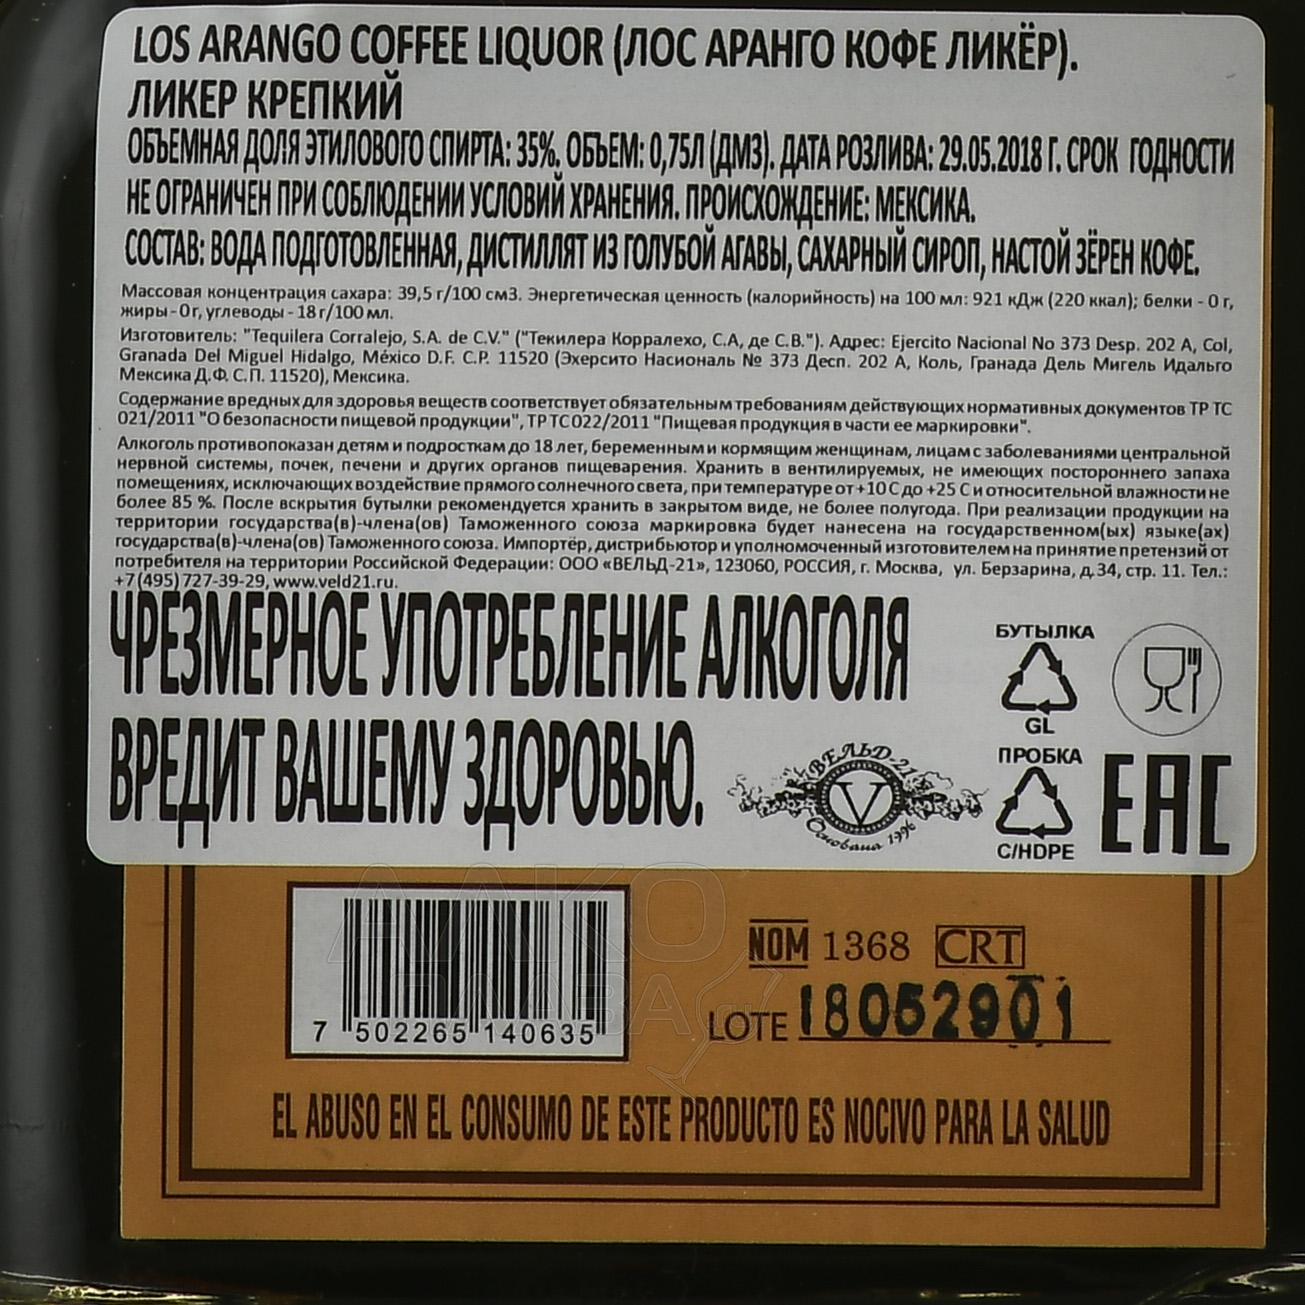 LOS ARANGO COFFEE LIQUOR (ЛОС АРАНГО КОФЕ ЛИКЁР).
ЛИКЕР КРЕПКИЙ
ОБЪЕМНАЯ ДОЛЯ ЭТИЛОВОГО СПИРТА: 35%. ОБЪЕМ: 0,75Л (ДМ3). ДАТА РОЗЛИВА: 29.05.2018 Г. СРОК ГОДНОСТИ
НЕ ОГРАНИЧЕН ПРИ СОБЛЮДЕНИИ УСЛОВИЙ ХРАНЕНИЯ. ПРОИСХОЖДЕНИЕ: МЕКСИКА.
СОСТАВ: ВОДА ПОДГОТОВЛЕННАЯ, ДИСТИЛЛЯТ ИЗ ГОЛУБОЙ АГАВЫ, САХАРНЫЙ СИРОП, НАСТОЙ ЗЁРЕН КОФЕ.
Массовая концентрация сахара: 39,5 г/100 см3. Энергетическая ценность (калорийность) на 100 мл: 921 кДж (220 ккал); белки - 0 г,
жиры - 0 г, углеводы - 18 г/100 мл.
Изготовитель: "Tequilera Corralejo, S.A. de C.V." ("Текилера Корралехо, С.А, де С.В."). Адрес: Ejercito Nacional No 373 Desp. 202 A, Col,
Granada Del Miguel Hidalgo, México D.F. C.P. 11520 (Эхерсито Насиональ № 373 Десп. 202 А, Коль, Гранада Дель Мигель Идальго
Мексика Д.Ф. С.П. 11520), Мексика.
Содержание вредных для здоровья веществ соответствует обязательным требованиям действующих нормативных документов ТР ТС
021/2011 "О безопасности пищевой продукции", ТР ТС 022/2011 "Пищевая продукция в части ее маркировки".
Алкоголь противопоказан детям и подросткам до 18 лет, беременным и кормящим женщинам, лицам с заболеваниями центральной
нервной системы, почек, печени и других органов пищеварения. Хранить в вентилируемых, не имеющих постороннего запаха
помещениях, исключающих воздействие прямого солнечного света, при температуре от +10 С до +25 С и относительной влажности не
более 85 %. После вскрытия бутылки рекомендуется хранить в закрытом виде, не более полугода. При реализации продукции на
территории государства(в)-члена(ов) Таможенного союза маркировка будет нанесена на государственном(ых) языке(ах)
государства(в)-члена(ов) Таможенного союза. Импортёр, дистрибьютор и уполномоченный изготовителем на принятие претензий от
потребителя на территории Российской Федерации: ООО «ВЕЛЬД-21», 123060, РОССИЯ, г. Москва, ул. Берзарина, д.34, стр. 11. Тел.:
+7 (495) 727-39-29, www.veld21.ru.
ЧРЕЗМЕРНОЕ УПОТРЕБЛЕНИЕ АЛКОГОЛЯ
ВРЕДИТ ВАШЕМУ ЗДОРОВЬЮ.
БУТЫЛКА
GL
ПРОБКА
C/HDPE
EAC
ВЕЛЬД-21
V
Основана 1996
7 502265 140635
NOM 1368 CRT
LOTE 18052901
EL ABUSO EN EL CONSUMO DE ESTE PRODUCTO ES NOCIVO PARA LA SALUD
АЛКО
ЛАВА